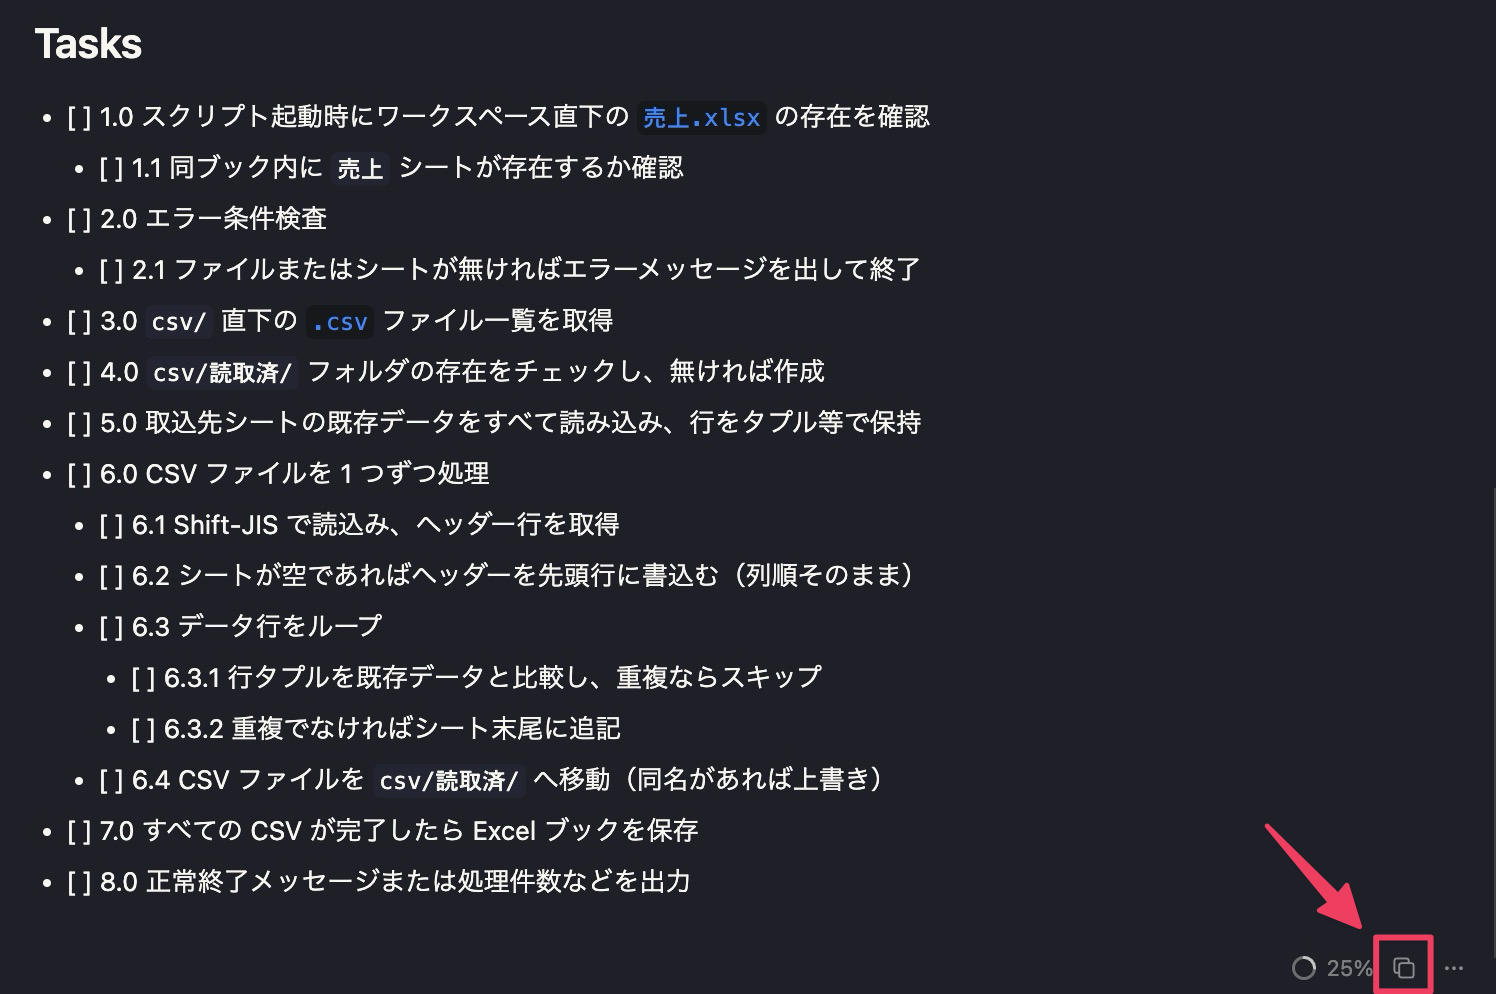 Tasks
• [ ] 1.0 スクリプト起動時にワークスペース直下の 売上.xlsx の存在を確認
• [ ] 1.1 同ブック内に 売上 シートが存在するか確認
• [ ] 2.0 エラー条件検査
• [ ] 2.1 ファイルまたはシートが無ければエラーメッセージを出して終了
• [ ] 3.0 csv/ 直下の .csv ファイル一覧を取得
• [ ] 4.0 csv/読取済/ フォルダの存在をチェックし、無ければ作成
• [ ] 5.0 取込先シートの既存データをすべて読み込み、行をタプル等で保持
• [ ] 6.0 CSV ファイルを 1 つずつ処理
• [ ] 6.1 Shift-JIS で読込み、ヘッダー行を取得
• [ ] 6.2 シートが空であればヘッダーを先頭行に書込む（列順そのまま）
• [ ] 6.3 データ行をループ
• [ ] 6.3.1 行タプルを既存データと比較し、重複ならスキップ
• [ ] 6.3.2 重複でなければシート末尾に追記
• [ ] 6.4 CSV ファイルを csv/読取済/ へ移動（同名があれば上書き）
• [ ] 7.0 すべての CSV が完了したら Excel ブックを保存
• [ ] 8.0 正常終了メッセージまたは処理件数などを出力
25%